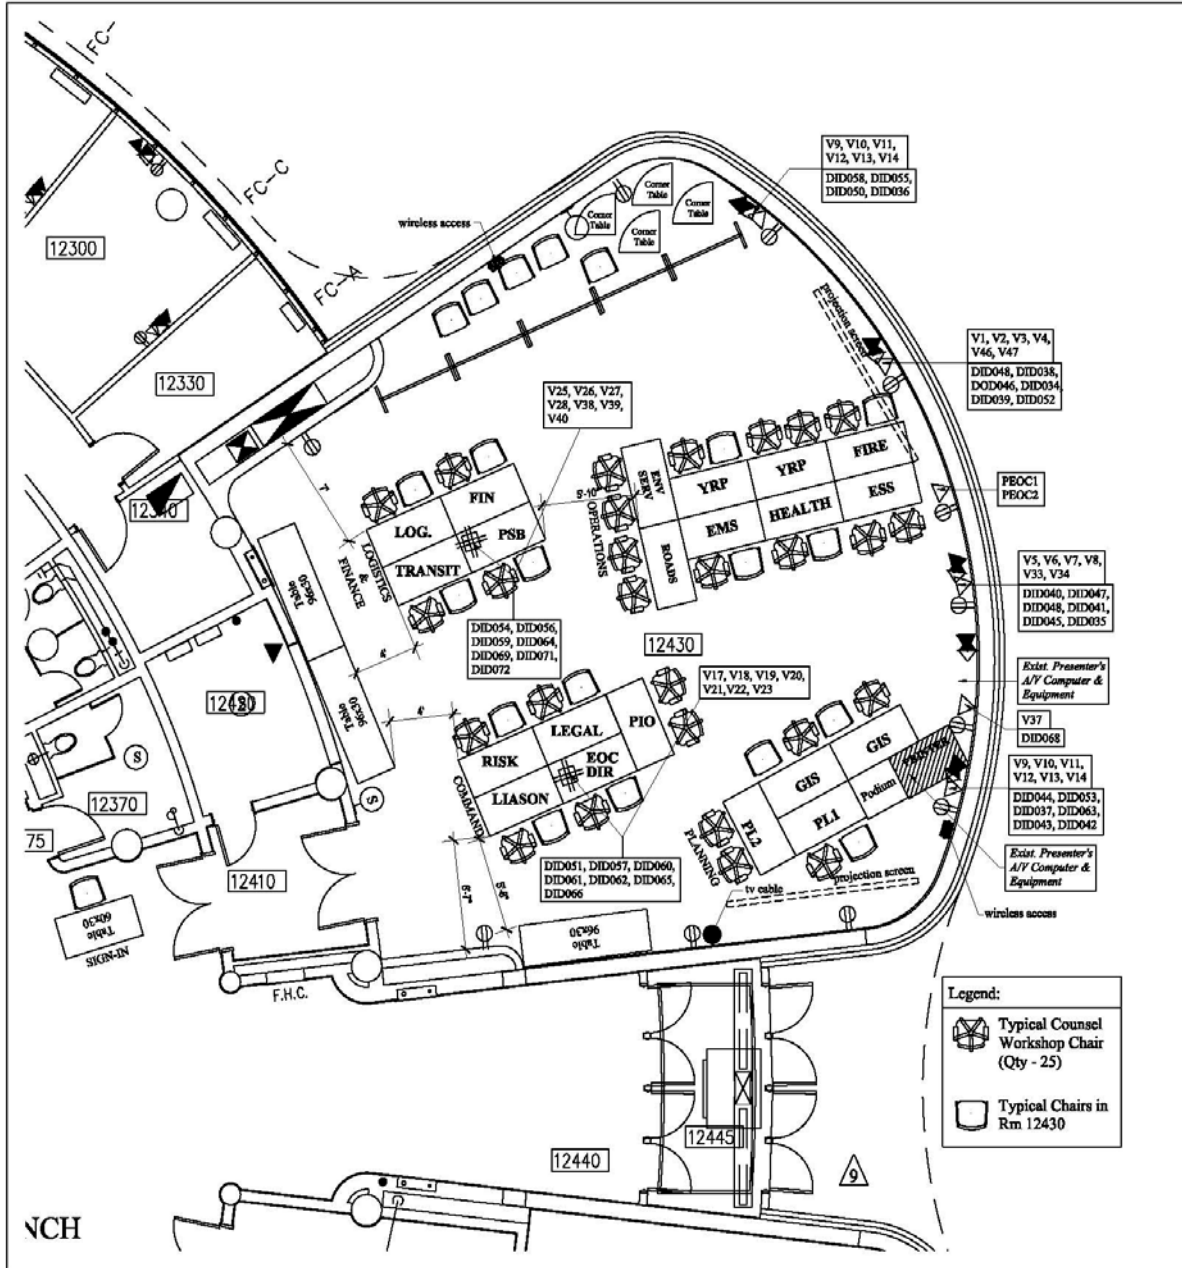 FC-
FC-C
FC-A
12300
12330
12340
wireless access
Corner
Table
Corner
Table
Corner
Table
Corner
Table
V9, V10, V11,
V12, V13, V14
DID058, DID055,
DID050, DID036
projection screen
V1, V2, V3, V4,
V46, V47
DID048, DID038,
DOD046, DID034,
DID039, DID052
V25, V26, V27,
V28, V38, V39,
V40
7'
5'-10"
FIN
LOG.
PSB
TRANSIT
LOGISTICS
&
FINANCE
ENV
SERV
YRP
YRP
FIRE
EMS
HEALTH
ESS
ROADS
OPERATIONS
PEOC1
PEOC2
V5, V6, V7, V8,
V33, V34
DID040, DID047,
DID048, DID041,
DID045, DID035
Table
96x30
Table
96x30
DID054, DID056,
DID059, DID064,
DID069, DID071,
DID072
12430
Exist. Presenter's
A/V Computer &
Equipment
V17, V18, V19, V20,
V21, V22, V23
V37
DID068
4'
PIO
LEGAL
RISK
EOC
DIR
LIASON
COMMAND
GIS
GIS
PRINTER
Podium
PL1
PL2
PLANNING
V9, V10, V11,
V12, V13, V14
DID044, DID053,
DID037, DID063,
DID043, DID042
Exist. Presenter's
A/V Computer &
Equipment
wireless access
projection screen
tv cable
DID051, DID057, DID060,
DID061, DID062, DID065,
DID066
Table
96x30
12420
S
S
S
12370
75
12410
Table
60x30
SIGN-IN
F.H.C.
12445
12440
9
NCH
Legend:
Typical Counsel
Workshop Chair
(Qty - 25)
Typical Chairs in
Rm 12430